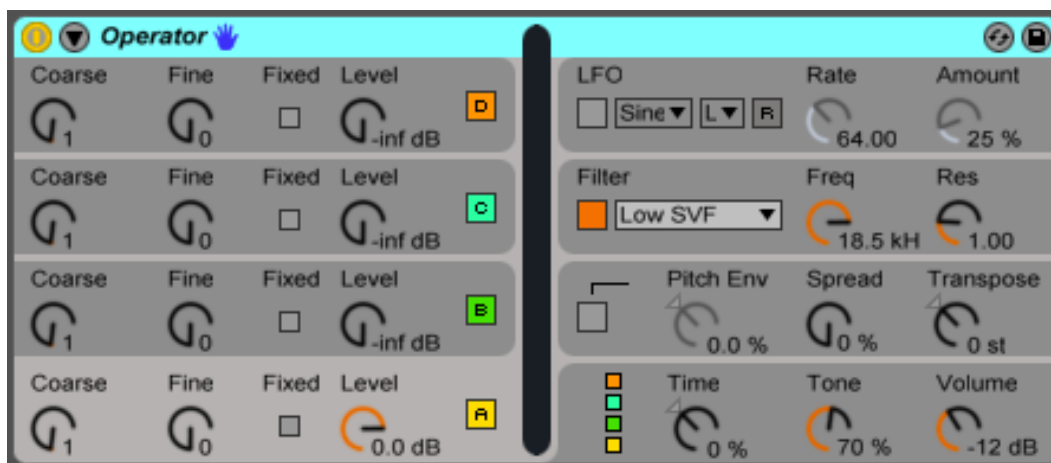 Operator
Coarse Fine Fixed Level
1 0 -inf dB D
Coarse Fine Fixed Level
1 0 -inf dB C
Coarse Fine Fixed Level
1 0 -inf dB B
Coarse Fine Fixed Level
1 0 0.0 dB A
LFO Rate Amount
Sine L R 64.00 25 %
Filter Freq Res
Low SVF 18.5 kH 1.00
Pitch Env Spread Transpose
0.0 % 0 % 0 st
Time Tone Volume
0 % 70 % -12 dB